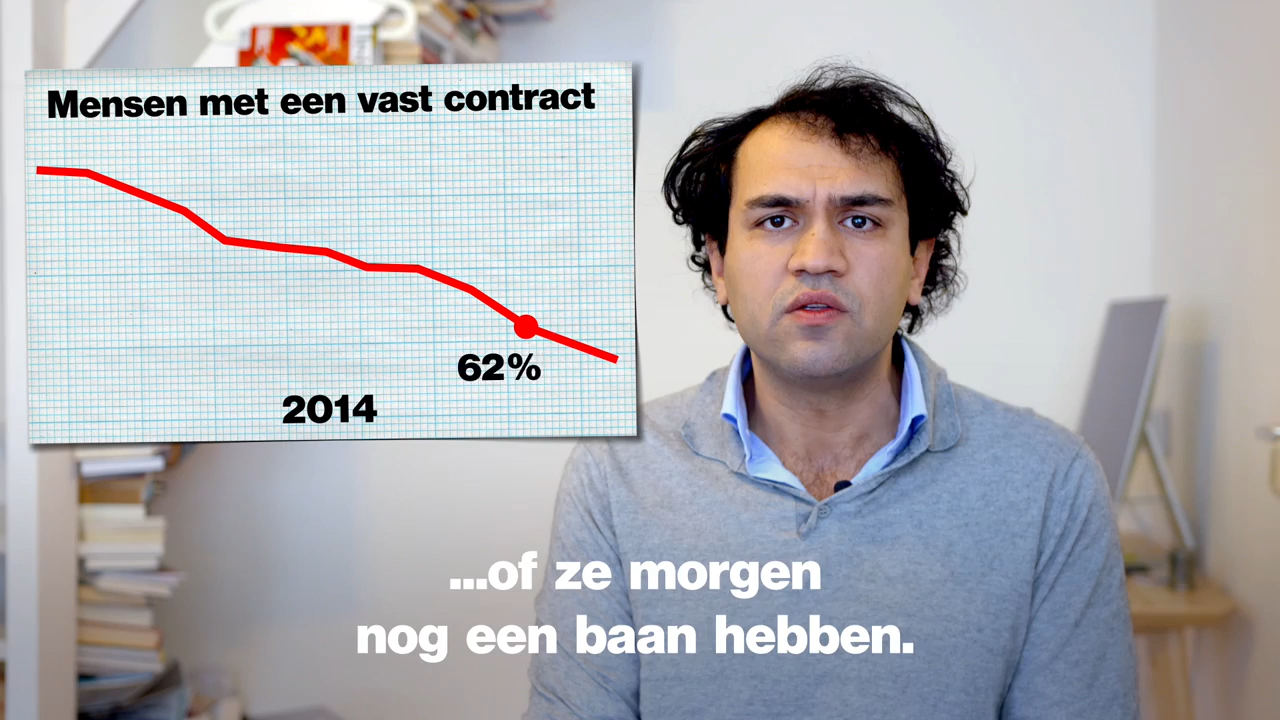 Mensen met een vast contract
62%
2014
...of ze morgen
nog een baan hebben.